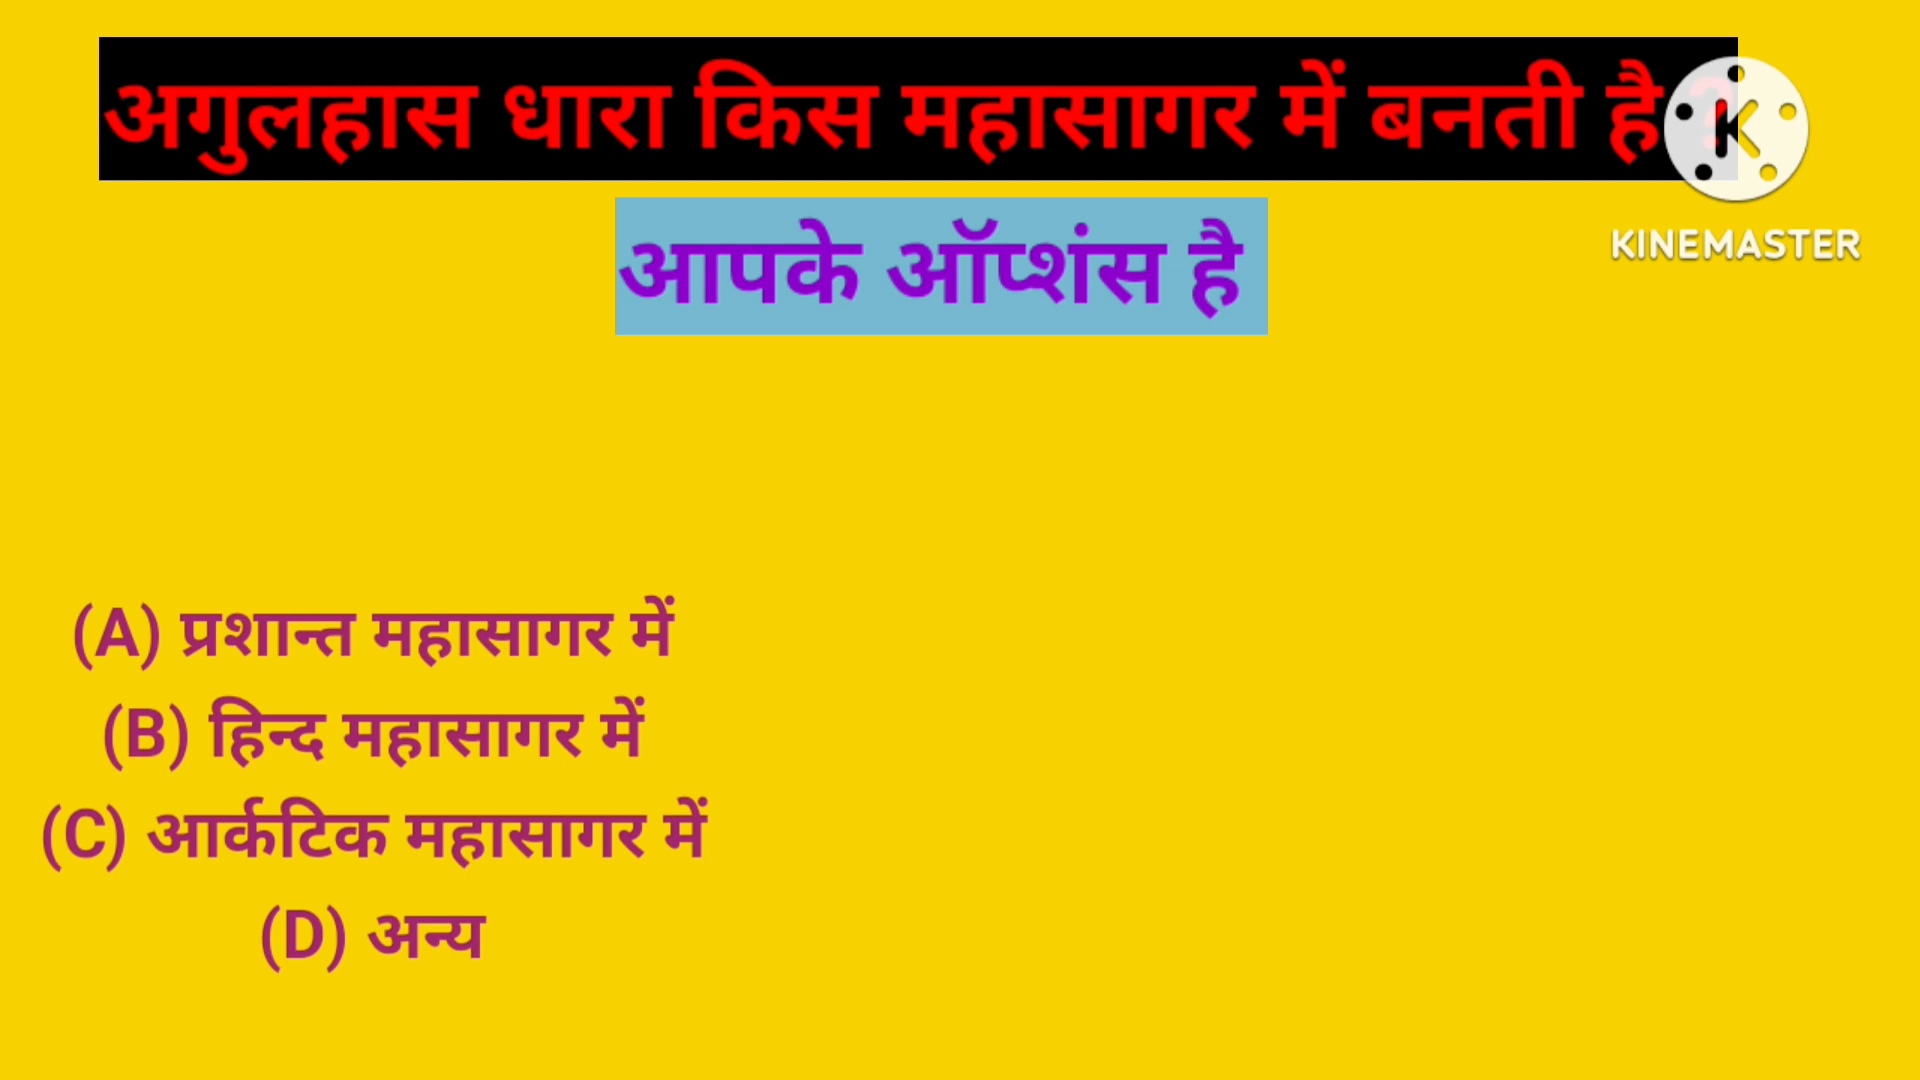 अगुलहास धारा किस महासागर में बनती है ?
KINEMASTER
आपके ऑप्शंस है
(A) प्रशान्त महासागर में
(B) हिन्द महासागर में
(C) आर्कटिक महासागर में
(D) अन्य